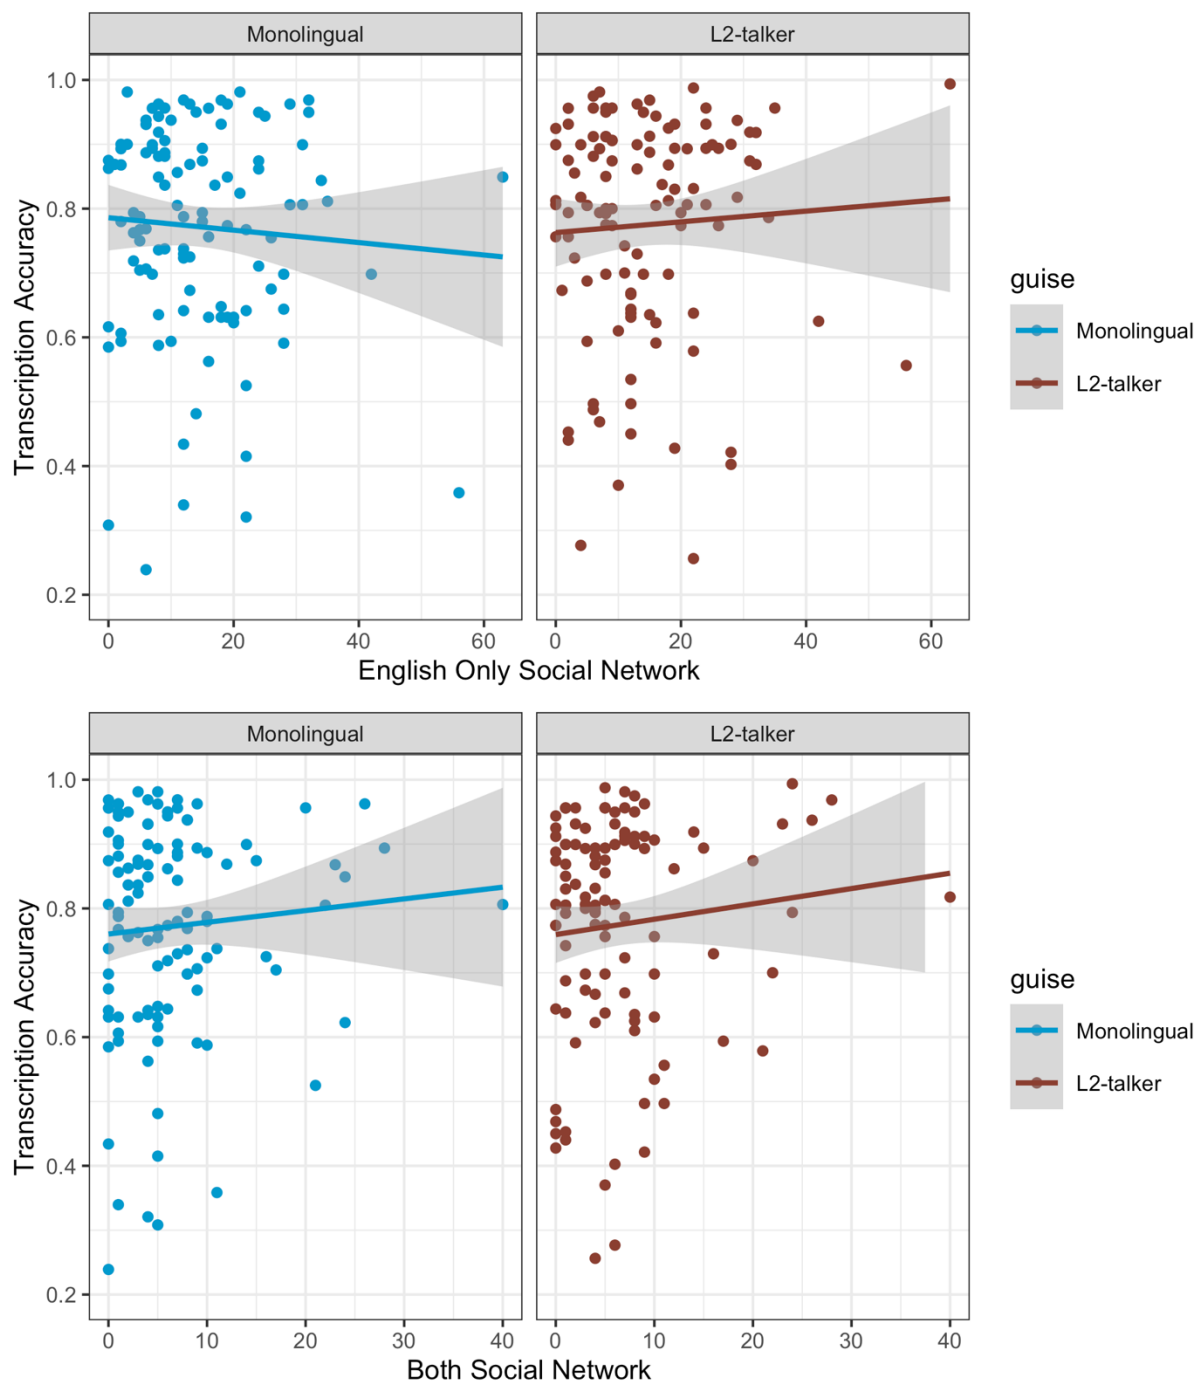 Monolingual L2-talker
1.0
0.8
0.6
0.4
0.2
Transcription Accuracy
0 20 40 60 0 20 40 60
English Only Social Network
guise
Monolingual
L2-talker
Monolingual L2-talker
1.0
0.8
0.6
0.4
0.2
Transcription Accuracy
0 10 20 30 40 0 10 20 30 40
Both Social Network
guise
Monolingual
L2-talker